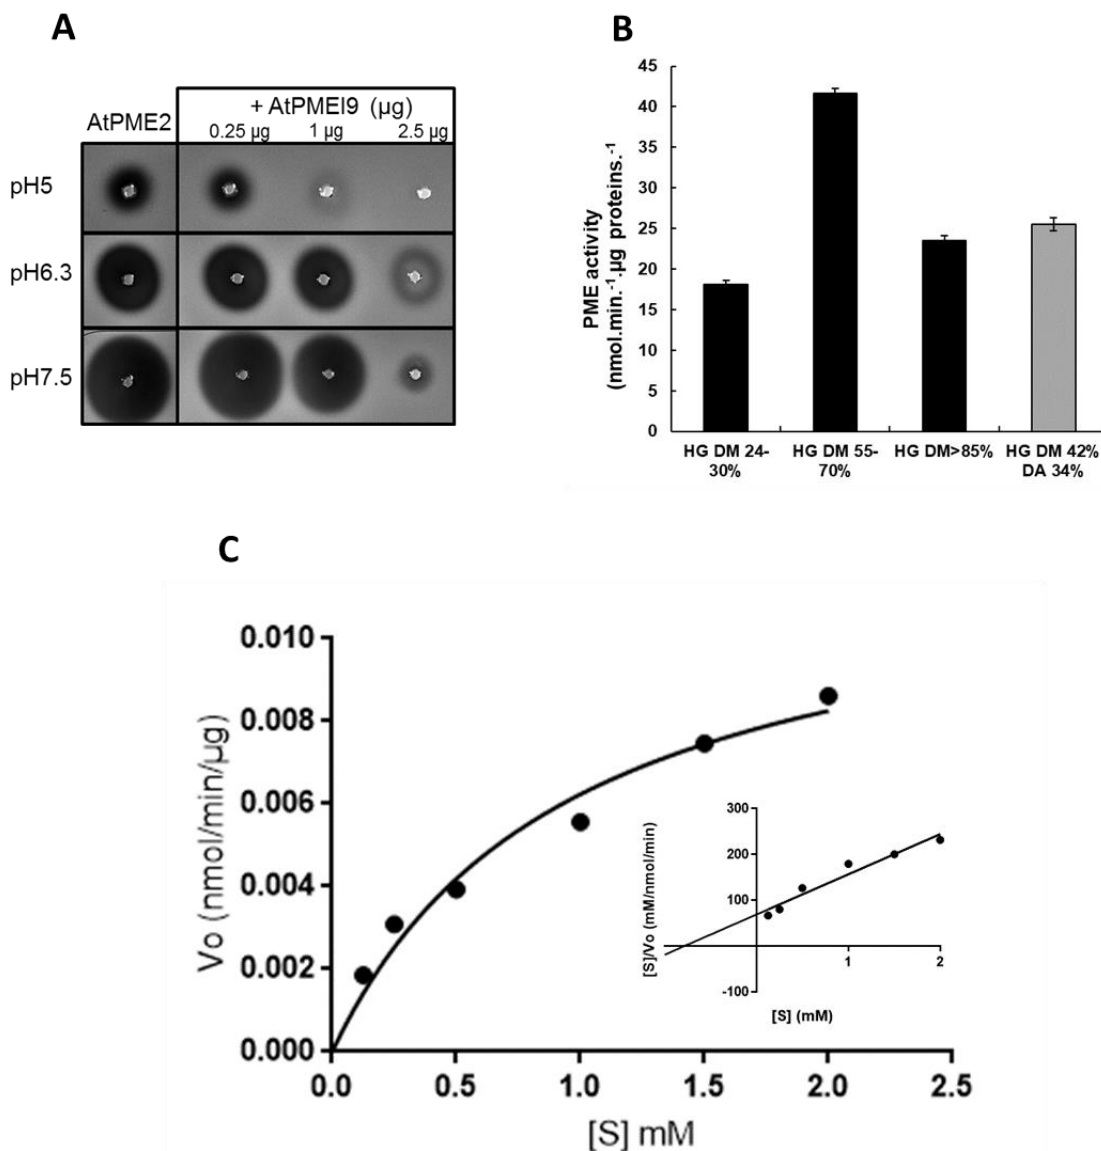 A
AtPME2
+ AtPMEI9 (µg)
0.25 µg 1 µg 2.5 µg
pH5
pH6.3
pH7.5
B
PME activity
(nmol.min.-1.µg proteins.-1
45
40
35
30
25
20
15
10
5
0
HG DM 24-
30%
HG DM 55-
70%
HG DM>85%
HG DM 42%
DA 34%
C
Vo (nmol/min/µg)
0.010
0.008
0.006
0.004
0.002
0.000
0.0 0.5 1.0 1.5 2.0 2.5
[S] mM
[S]/Vo (mM/nmol/min)
300
200
100
-100
1 2
[S] (mM)